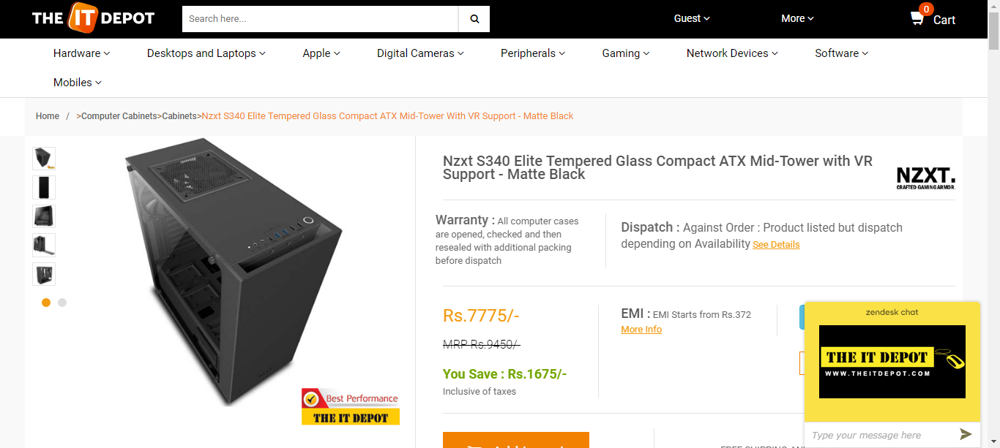 THE IT DEPOT
Search here...
Guest
More
0
Cart
Hardware
Desktops and Laptops
Apple
Digital Cameras
Peripherals
Gaming
Network Devices
Software
Mobiles
Home / >Computer Cabinets>Cabinets>Nzxt S340 Elite Tempered Glass Compact ATX Mid-Tower With VR Support - Matte Black
Nzxt S340 Elite Tempered Glass Compact ATX Mid-Tower with VR
Support - Matte Black
NZXT.
CRAFTED GAMING ARMOR.
Warranty : All computer cases
are opened, checked and then
resealed with additional packing
before dispatch
Dispatch : Against Order : Product listed but dispatch
depending on Availability See Details
Rs.7775/-
MRP Rs.9450/-
You Save : Rs.1675/-
Inclusive of taxes
EMI : EMI Starts from Rs.372
More Info
Best Performance
THE IT DEPOT
zendesk chat
THE IT DEPOT
WWW.THEITDEPOT.COM
Type your message here